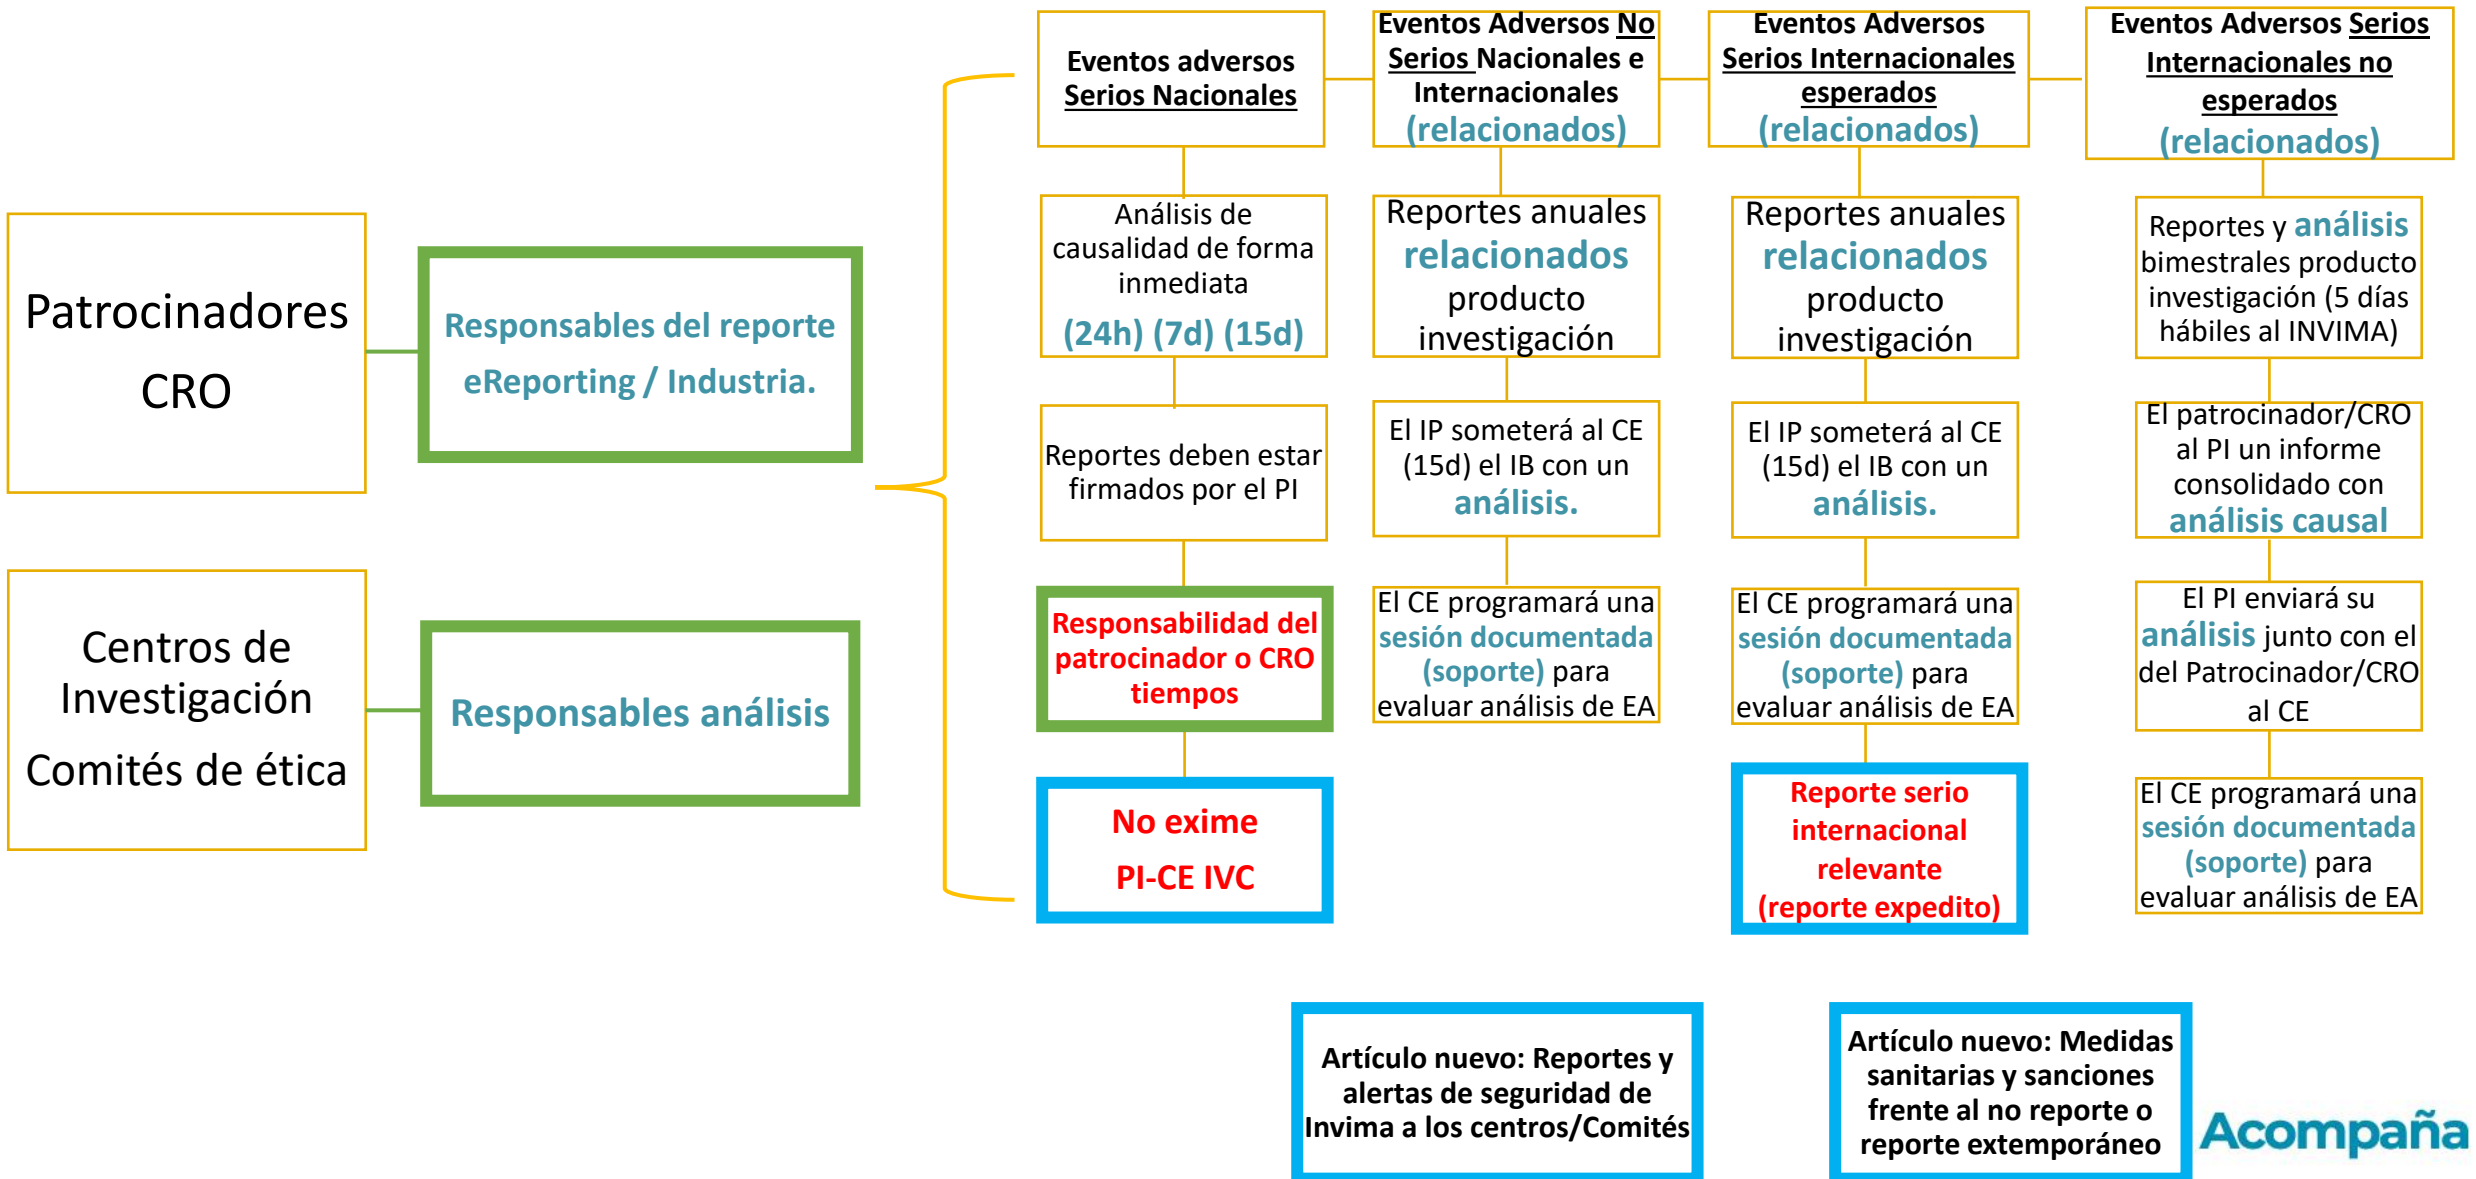 Patrocinadores
CRO
Responsables del reporte
eReporting / Industria.
Centros de
Investigación
Comités de ética
Responsables análisis
Eventos adversos
Serios Nacionales
Análisis de
causalidad de forma
inmediata
(24h) (7d) (15d)
Reportes deben estar
firmados por el PI
Responsabilidad del
patrocinador o CRO
tiempos
No exime
PI-CE IVC
Eventos Adversos No
Serios Nacionales e
Internacionales
(relacionados)
Reportes anuales
relacionados
producto
investigación
El IP someterá al CE
(15d) el IB con un
análisis.
El CE programará una
sesión documentada
(soporte) para
evaluar análisis de EA
Eventos Adversos
Serios Internacionales
esperados
(relacionados)
Reportes anuales
relacionados
producto
investigación
El IP someterá al CE
(15d) el IB con un
análisis.
El CE programará una
sesión documentada
(soporte) para
evaluar análisis de EA
Reporte serio
internacional
relevante
(reporte expedito)
Eventos Adversos Serios
Internacionales no
esperados
(relacionados)
Reportes y análisis
bimestrales producto
investigación (5 días
hábiles al INVIMA)
El patrocinador/CRO
al PI un informe
consolidado con
análisis causal
El PI enviará su
análisis junto con el
del Patrocinador/CRO
al CE
El CE programará una
sesión documentada
(soporte) para
evaluar análisis de EA
Artículo nuevo: Reportes y
alertas de seguridad de
Invima a los centros/Comités
Artículo nuevo: Medidas
sanitarias y sanciones
frente al no reporte o
reporte extemporáneo
Acompaña